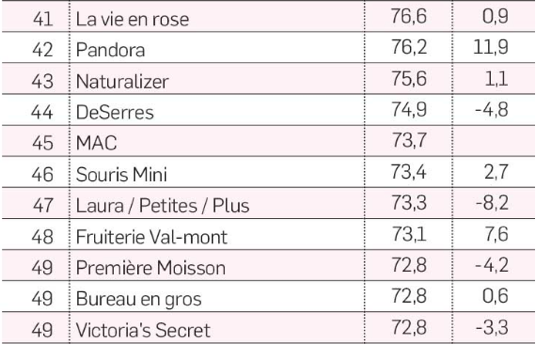 41 La vie en rose 76,6 0,9
42 Pandora 76,2 11,9
43 Naturalizer 75,6 1,1
44 DeSerres 74,9 -4,8
45 MAC 73,7
46 Souris Mini 73,4 2,7
47 Laura / Petites / Plus 73,3 -8,2
48 Fruiterie Val-mont 73,1 7,6
49 Première Moisson 72,8 -4,2
49 Bureau en gros 72,8 0,6
49 Victoria's Secret 72,8 -3,3